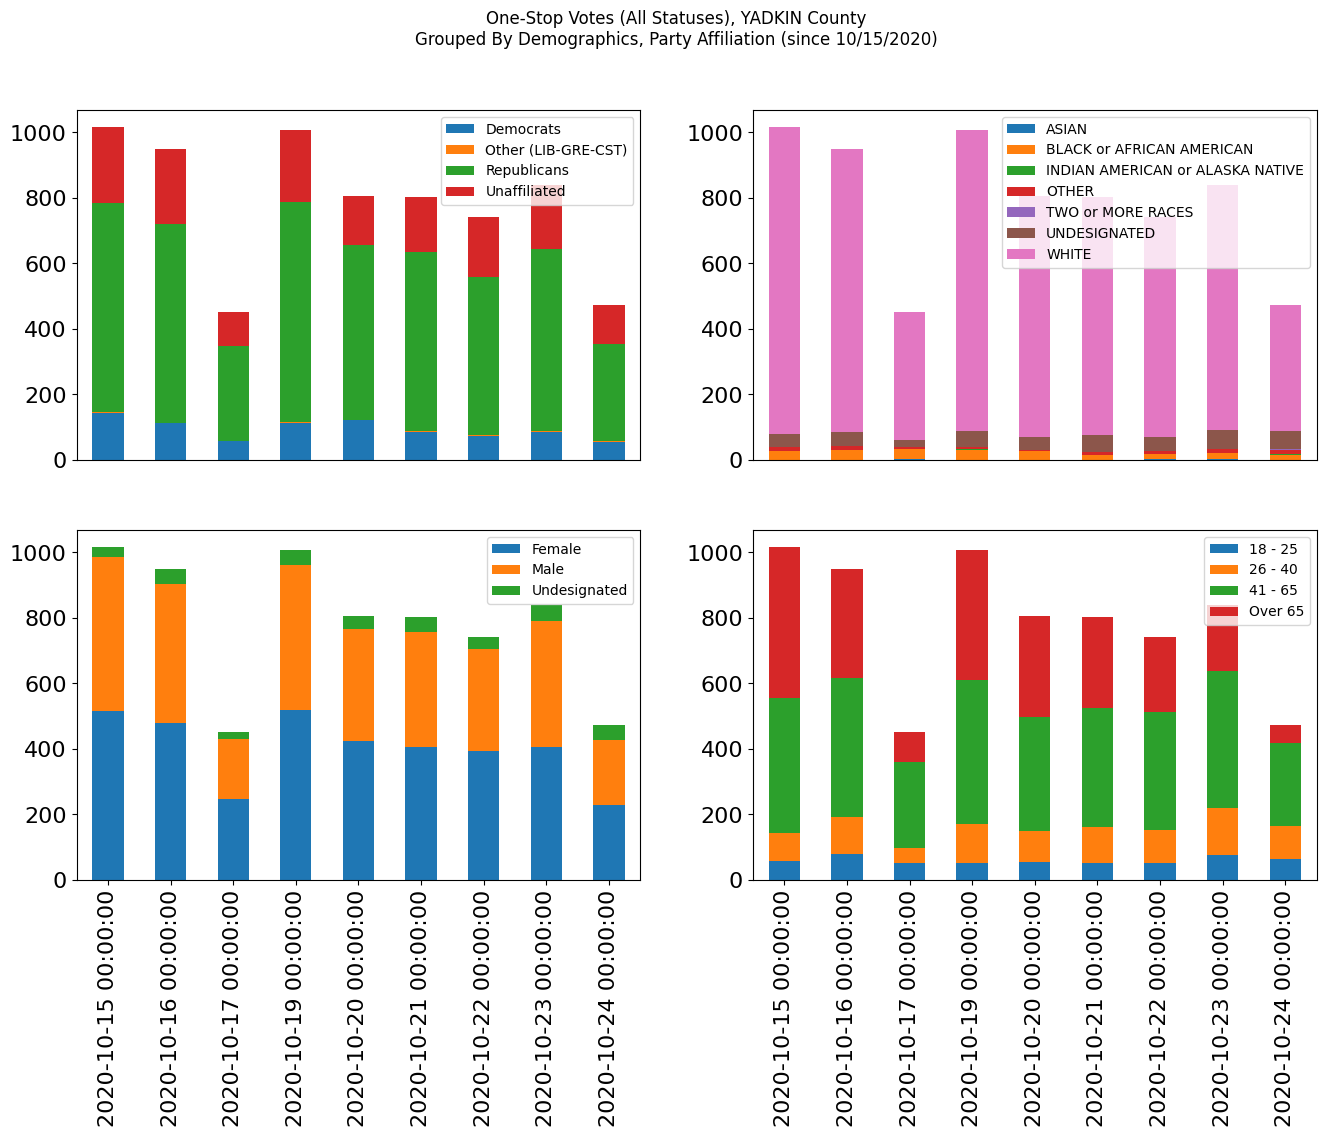 One-Stop Votes (All Statuses), YADKIN County
Grouped By Demographics, Party Affiliation (since 10/15/2020)
1000
800
600
400
200
0
Democrats
Other (LIB-GRE-CST)
Republicans
Unaffiliated
1000
800
600
400
200
0
ASIAN
BLACK or AFRICAN AMERICAN
INDIAN AMERICAN or ALASKA NATIVE
OTHER
TWO or MORE RACES
UNDESIGNATED
WHITE
1000
800
600
400
200
0
Female
Male
Undesignated
2020-10-15 00:00:00
2020-10-16 00:00:00
2020-10-17 00:00:00
2020-10-19 00:00:00
2020-10-20 00:00:00
2020-10-21 00:00:00
2020-10-22 00:00:00
2020-10-23 00:00:00
2020-10-24 00:00:00
1000
800
600
400
200
0
18 - 25
26 - 40
41 - 65
Over 65
2020-10-15 00:00:00
2020-10-16 00:00:00
2020-10-17 00:00:00
2020-10-19 00:00:00
2020-10-20 00:00:00
2020-10-21 00:00:00
2020-10-22 00:00:00
2020-10-23 00:00:00
2020-10-24 00:00:00